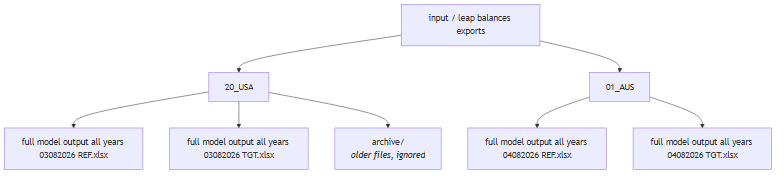 input / leap balances
exports
20_USA
01_AUS
full model output all years
03082026 REF.xlsx
full model output all years
03082026 TGT.xlsx
archive/
older files, ignored
full model output all years
04082026 REF.xlsx
full model output all years
04082026 TGT.xlsx